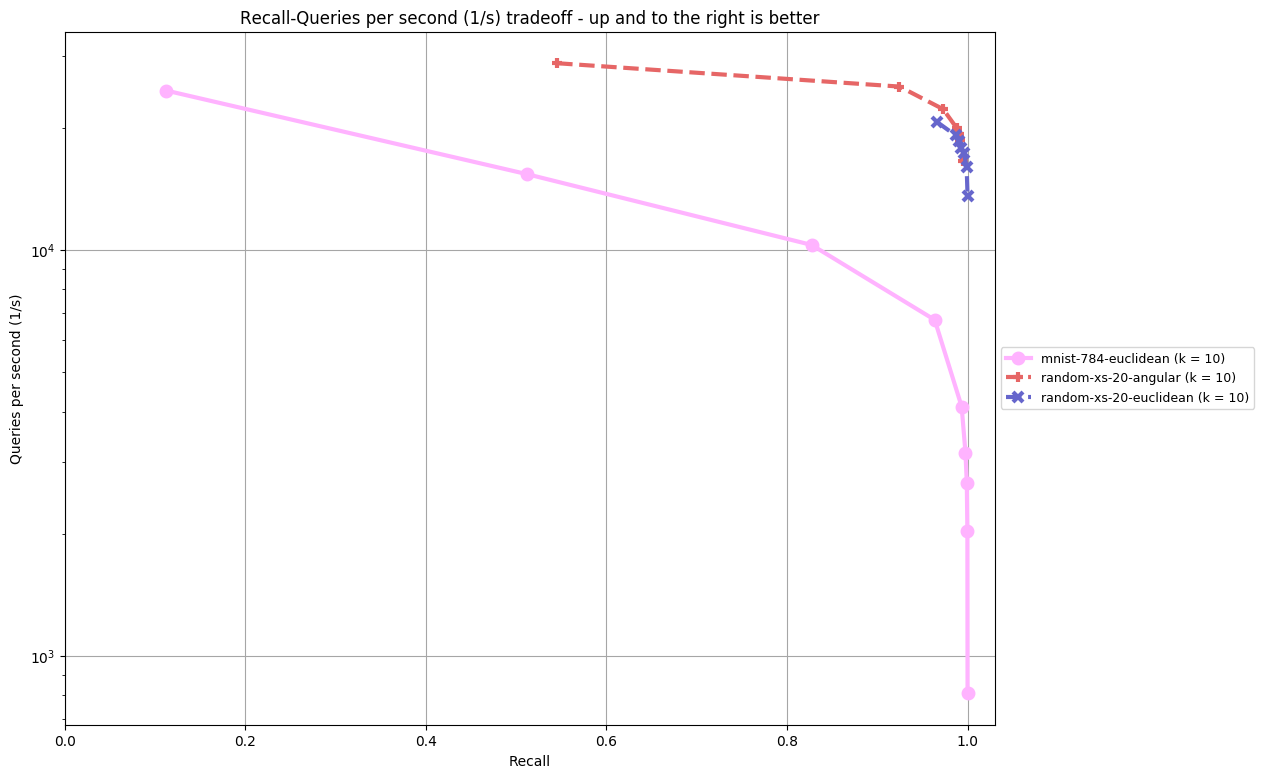 Recall-Queries per second (1/s) tradeoff - up and to the right is better
Queries per second (1/s)
10⁴
10³
0.0 0.2 0.4 0.6 0.8 1.0
Recall
mnist-784-euclidean (k = 10)
random-xs-20-angular (k = 10)
random-xs-20-euclidean (k = 10)